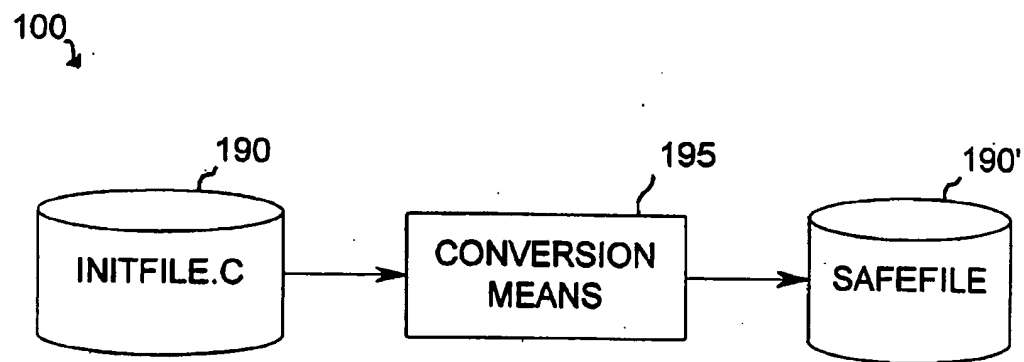 100
190
195
190'
INITFILE.C
CONVERSION
MEANS
SAFEFILE